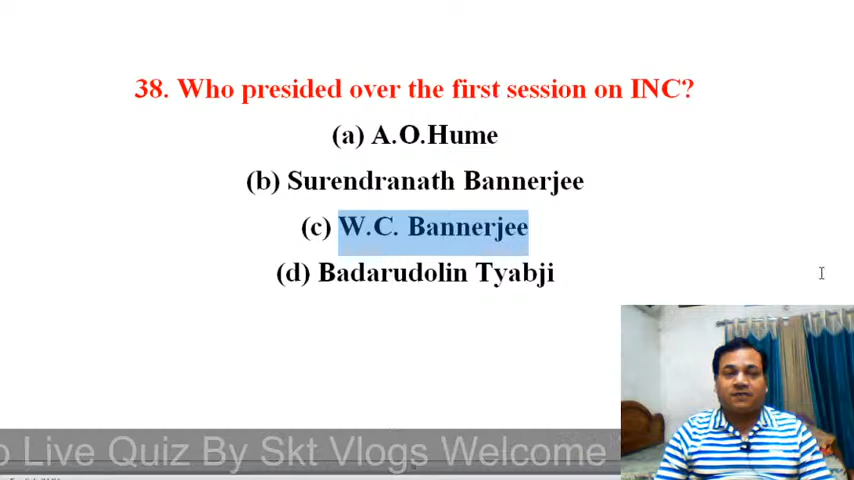 38. Who presided over the first session on INC?
(a) A.O.Hume
(b) Surendranath Bannerjee
(c) W.C. Bannerjee
(d) Badarudolin Tyabji
o Live Quiz By Skt Vlogs Welcome